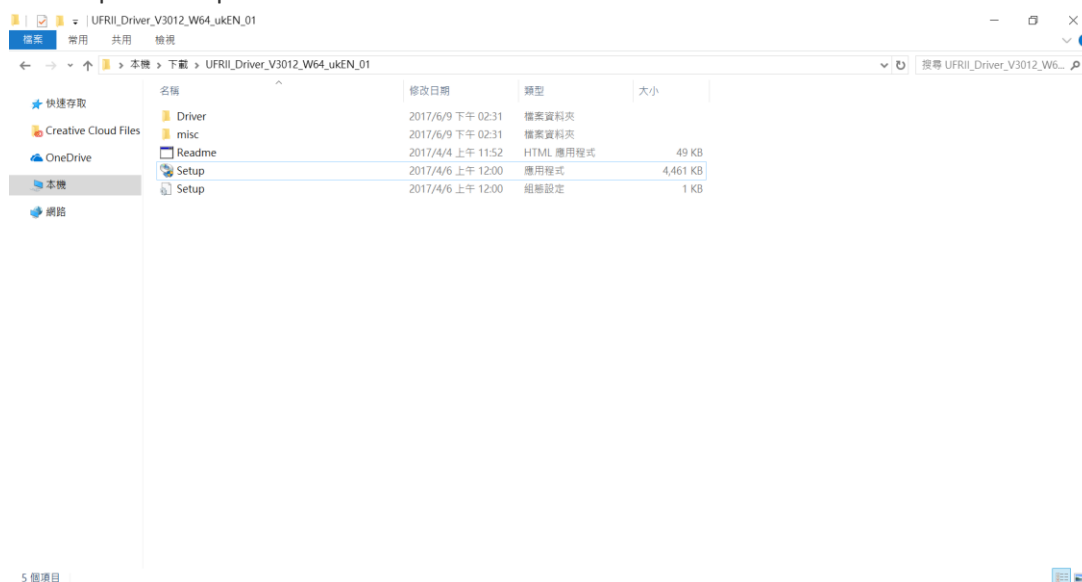 UFRII_Driver_V3012_W64_ukEN_01
檔案 常用 共用 檢視
本機 > 下載 > UFRII_Driver_V3012_W64_ukEN_01
搜尋 UFRII_Driver_V3012_W6...
名稱 修改日期 類型 大小
快速存取
Creative Cloud Files
OneDrive
本機
網路
Driver 2017/6/9 下午 02:31 檔案資料夾
misc 2017/6/9 下午 02:31 檔案資料夾
Readme 2017/4/4 上午 11:52 HTML 應用程式 49 KB
Setup 2017/4/6 上午 12:00 應用程式 4,461 KB
Setup 2017/4/6 上午 12:00 組態設定 1 KB
5 個項目